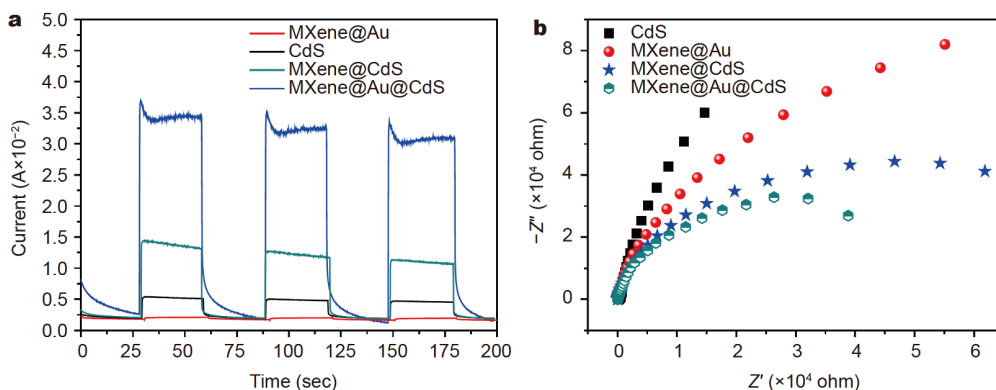 a
5.0
4.5
4.0
3.5
3.0
2.5
2.0
1.5
1.0
0.5
0.0
Current (A×10⁻²)
MXene@Au
CdS
MXene@CdS
MXene@Au@CdS
0 25 50 75 100 125 150 175 200
Time (sec)
b
8
6
4
2
0
−Z″ (×10⁴ ohm)
CdS
MXene@Au
MXene@CdS
MXene@Au@CdS
0 1 2 3 4 5 6
Z′ (×10⁴ ohm)